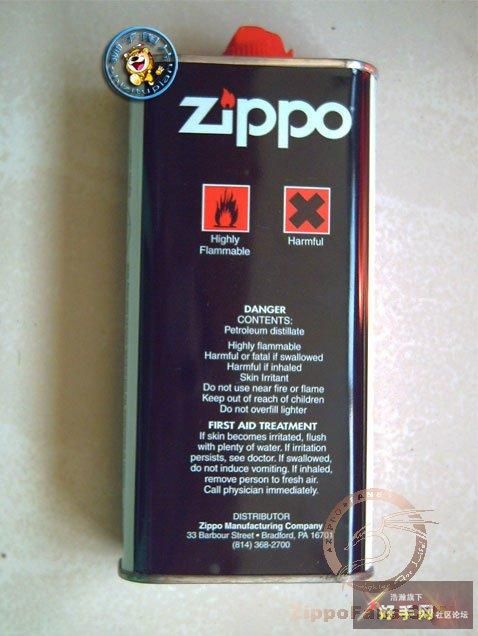 zippo
Highly
Flammable
Harmful
DANGER
CONTENTS:
Petroleum distillate
Highly flammable
Harmful or fatal if swallowed
Harmful if inhaled
Skin Irritant
Do not use near fire or flame
Keep out of reach of children
Do not overfill lighter
FIRST AID TREATMENT
If skin becomes irritated, flush
with plenty of water. If irritation
persists, see doctor. If swallowed,
do not induce vomiting. If inhaled,
remove person to fresh air.
Call physician immediately.
DISTRIBUTOR
Zippo Manufacturing Company
33 Barbour Street • Bradford, PA 16701
(814) 368-2700
浩瀚旗下
好手网
社区论坛